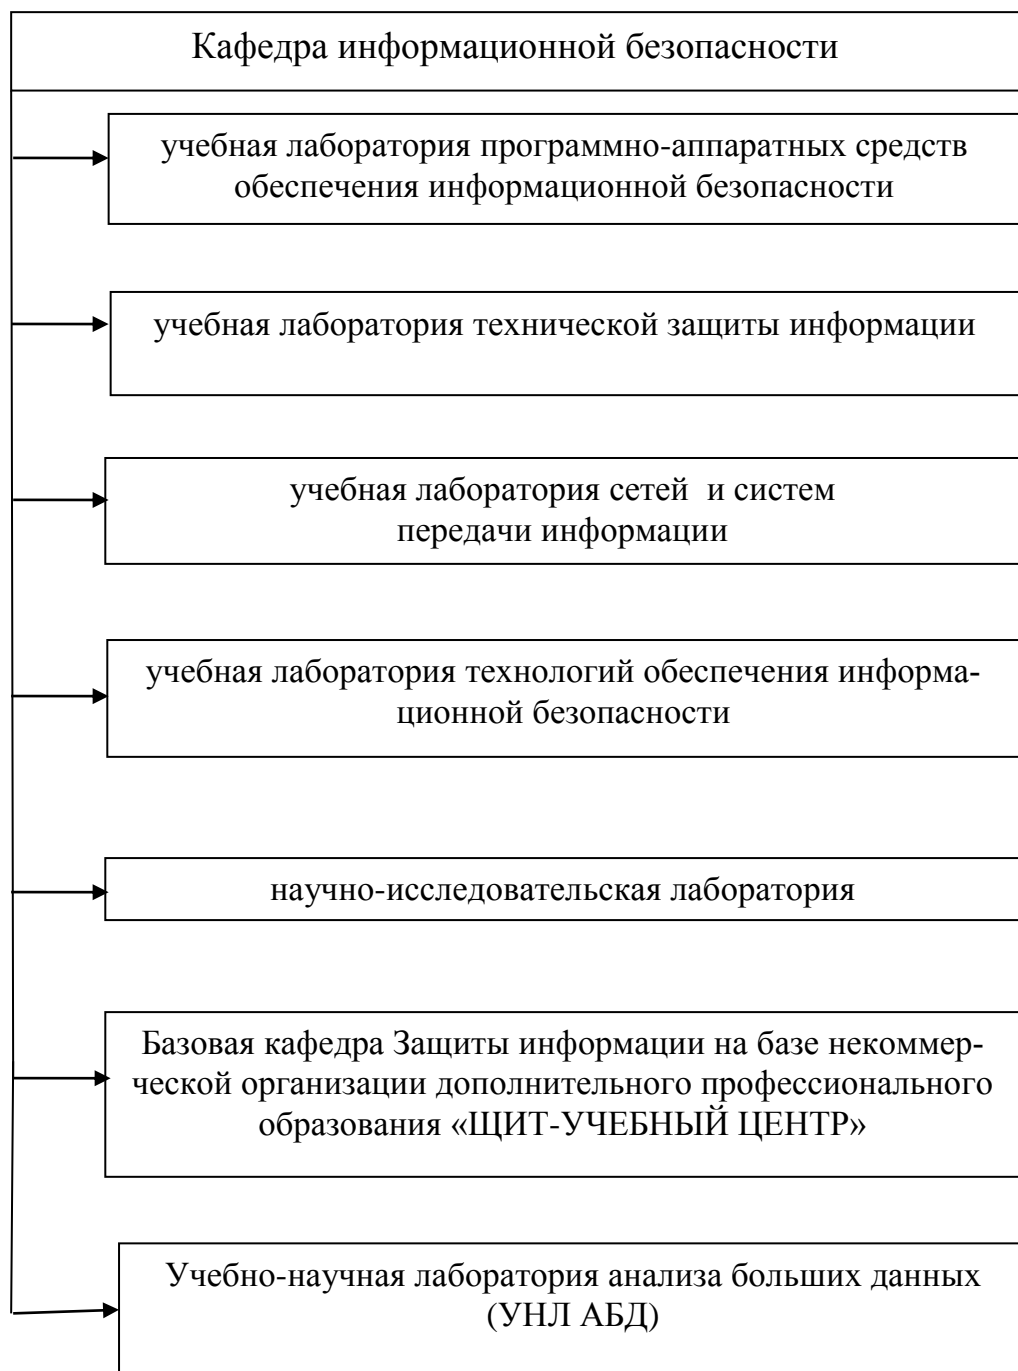 Кафедра информационной безопасности
учебная лаборатория программно-аппаратных средств
обеспечения информационной безопасности
учебная лаборатория технической защиты информации
учебная лаборатория сетей  и систем
передачи информации
учебная лаборатория технологий обеспечения информа-
ционной безопасности
научно-исследовательская лаборатория
Базовая кафедра Защиты информации на базе некоммер-
ческой организации дополнительного профессионального
образования «ЩИТ-УЧЕБНЫЙ ЦЕНТР»
Учебно-научная лаборатория анализа больших данных
(УНЛ АБД)